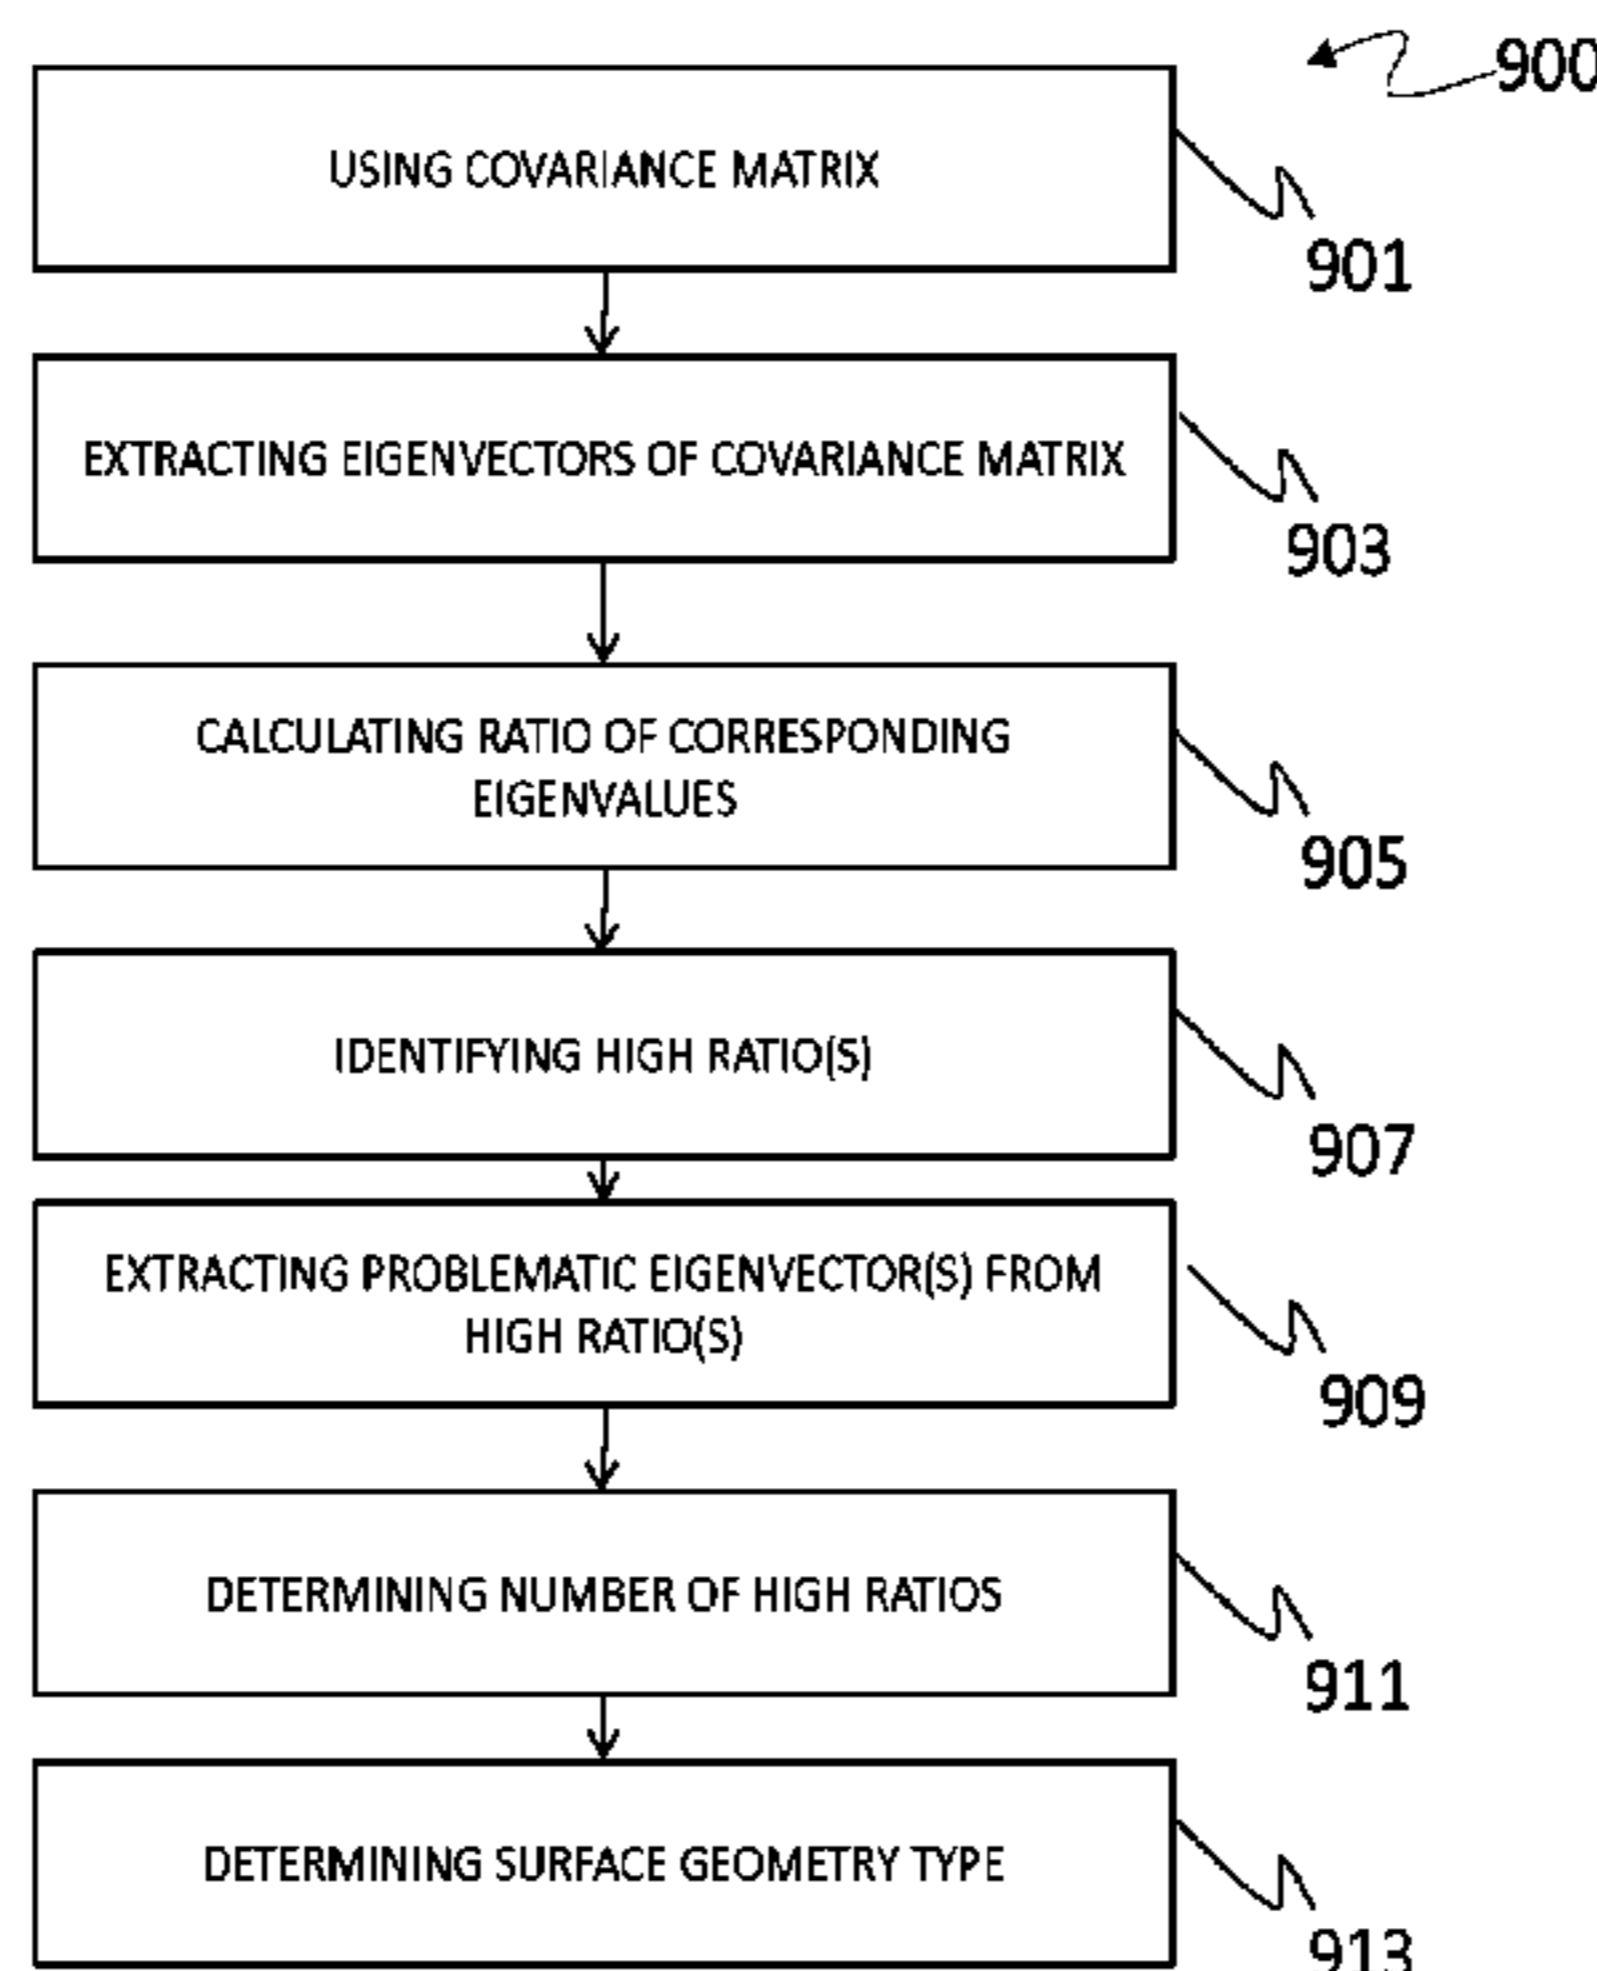 900
USING COVARIANCE MATRIX
901
EXTRACTING EIGENVECTORS OF COVARIANCE MATRIX
903
CALCULATING RATIO OF CORRESPONDING
EIGENVALUES
905
IDENTIFYING HIGH RATIO(S)
907
EXTRACTING PROBLEMATIC EIGENVECTOR(S) FROM
HIGH RATIO(S)
909
DETERMINING NUMBER OF HIGH RATIOS
911
DETERMINING SURFACE GEOMETRY TYPE
913